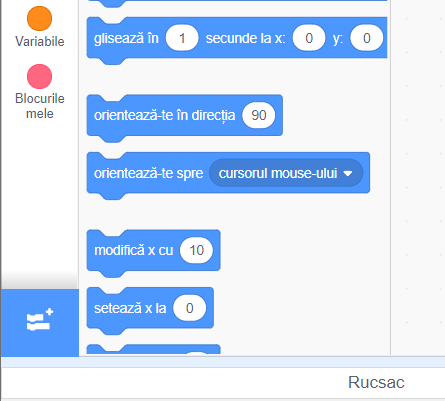 Variabile
Blocurile
mele
glisează în 1 secunde la x: 0 y: 0
orientează-te în direcția 90
orientează-te spre cursorul mouse-ului
modifică x cu 10
setează x la 0
Rucsac